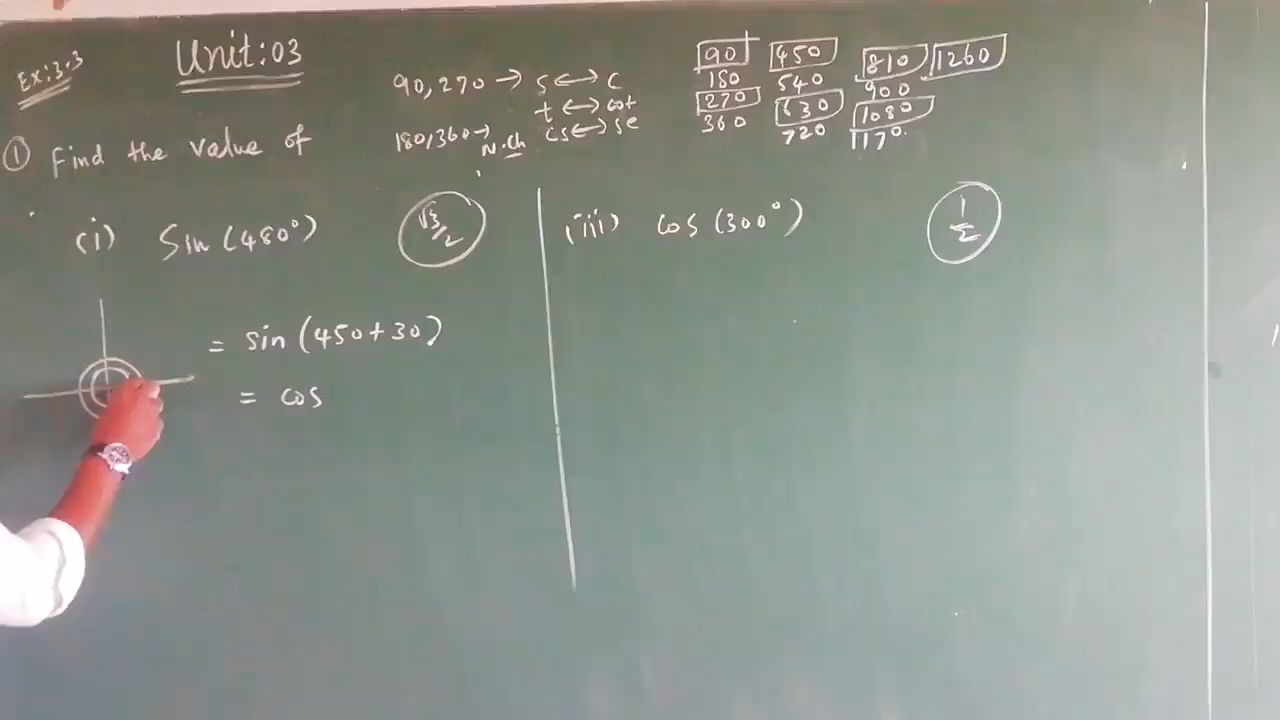 Ex:3.3
Unit:03
90, 270 → S ↔ C
t ↔ cot
180, 360 → N.Ch
cs ↔ se
90
180
270
360
450
540
630
720
810
900
1080
1170.
1260
① Find the value of
(i) Sin (480°)
√3/2
= sin (450+30)
= cos
(iii) cos (300°)
1/2